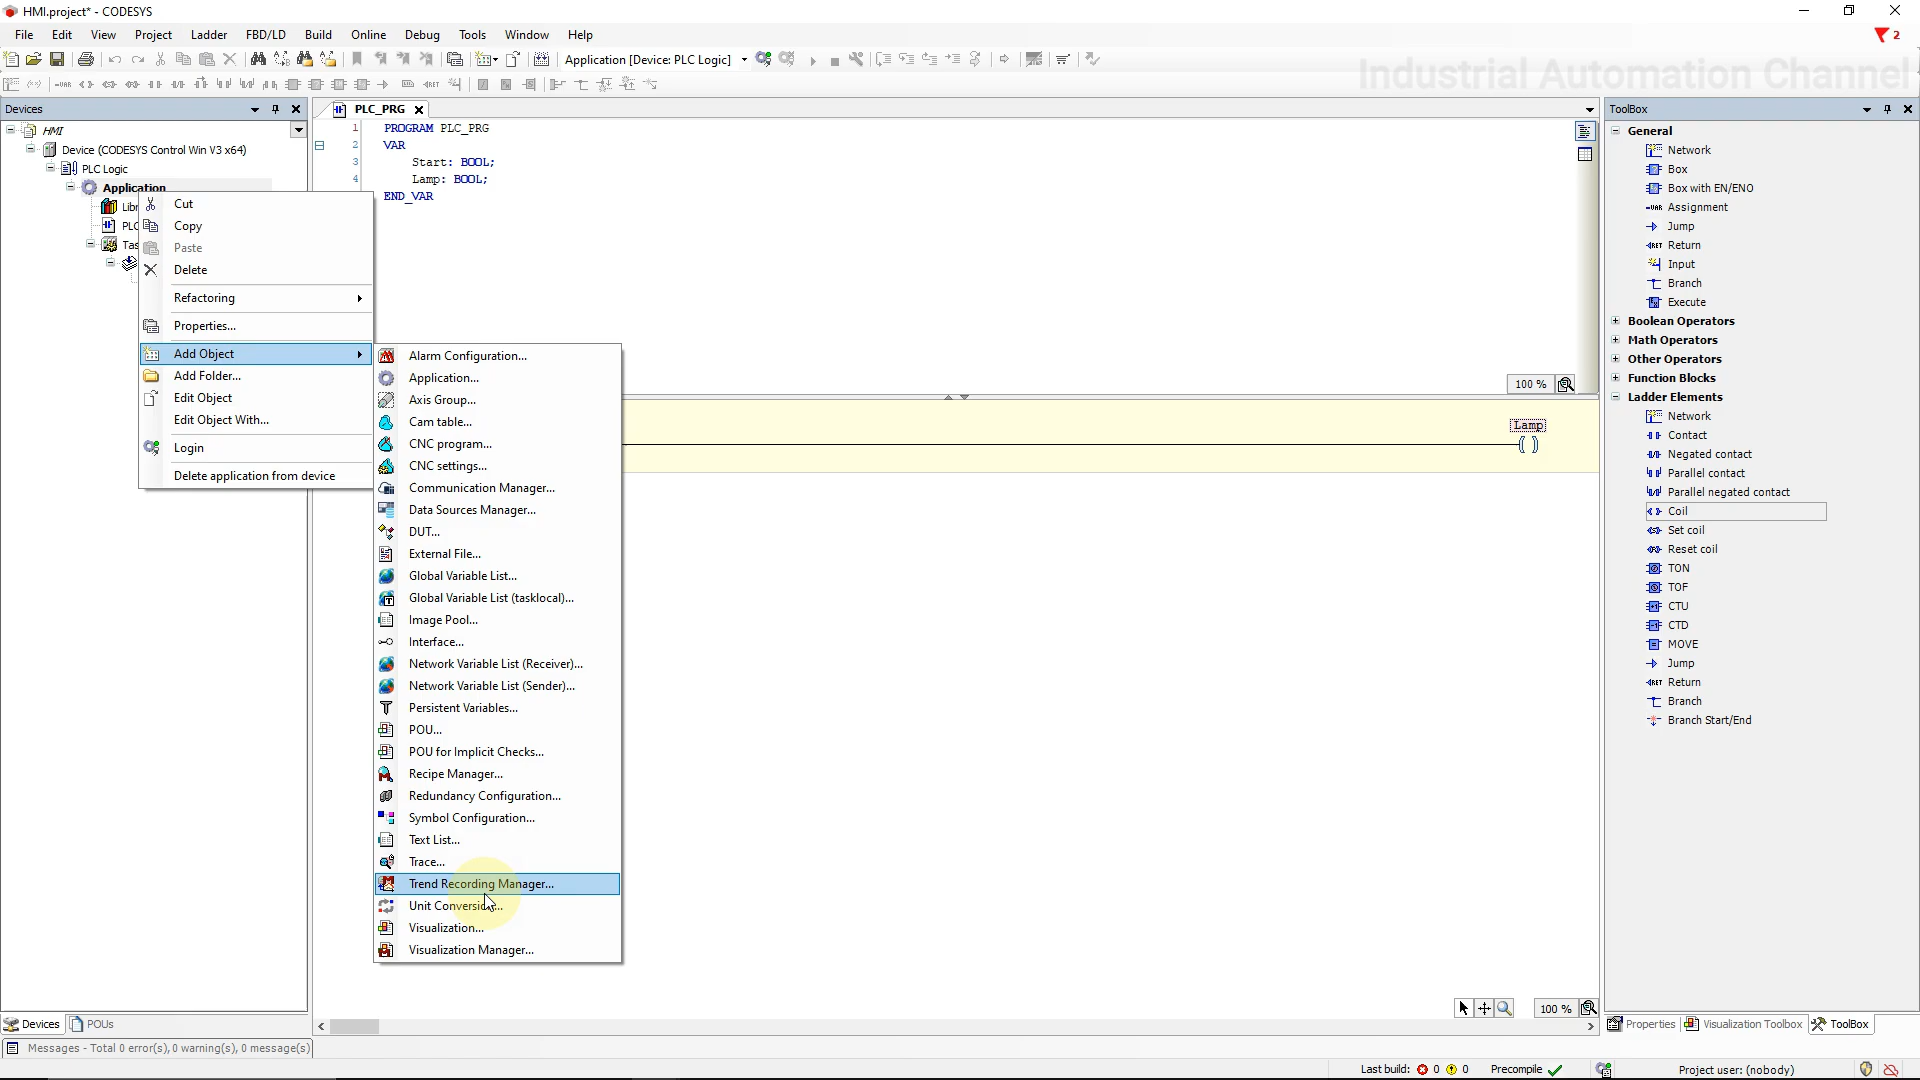 HMI.project* - CODESYS
File Edit View Project Ladder FBD/LD Build Online Debug Tools Window Help
2
Application [Device: PLC Logic]
Industrial Automation Channel
Devices
PLC_PRG
ToolBox
HMI
Device (CODESYS Control Win V3 x64)
PLC Logic
Application
Libr
PLC
Tas
Cut
Copy
Paste
Delete
Refactoring
Properties...
Add Object
Add Folder...
Edit Object
Edit Object With...
Login
Delete application from device
Alarm Configuration...
Application...
Axis Group...
Cam table...
CNC program...
CNC settings...
Communication Manager...
Data Sources Manager...
DUT...
External File...
Global Variable List...
Global Variable List (tasklocal)...
Image Pool...
Interface...
Network Variable List (Receiver)...
Network Variable List (Sender)...
Persistent Variables...
POU...
POU for Implicit Checks...
Recipe Manager...
Redundancy Configuration...
Symbol Configuration...
Text List...
Trace...
Trend Recording Manager...
Unit Conversion...
Visualization...
Visualization Manager...
1 PROGRAM PLC_PRG
2 VAR
3 Start: BOOL;
4 Lamp: BOOL;
END_VAR
100 %
Lamp
100 %
General
Network
Box
Box with EN/ENO
Assignment
Jump
Return
Input
Branch
Execute
Boolean Operators
Math Operators
Other Operators
Function Blocks
Ladder Elements
Network
Contact
Negated contact
Parallel contact
Parallel negated contact
Coil
Set coil
Reset coil
TON
TOF
CTU
CTD
MOVE
Jump
Return
Branch
Branch Start/End
Devices POUs
Properties Visualization Toolbox ToolBox
Messages - Total 0 error(s), 0 warning(s), 0 message(s)
Last build: 0 0 Precompile Project user: (nobody)